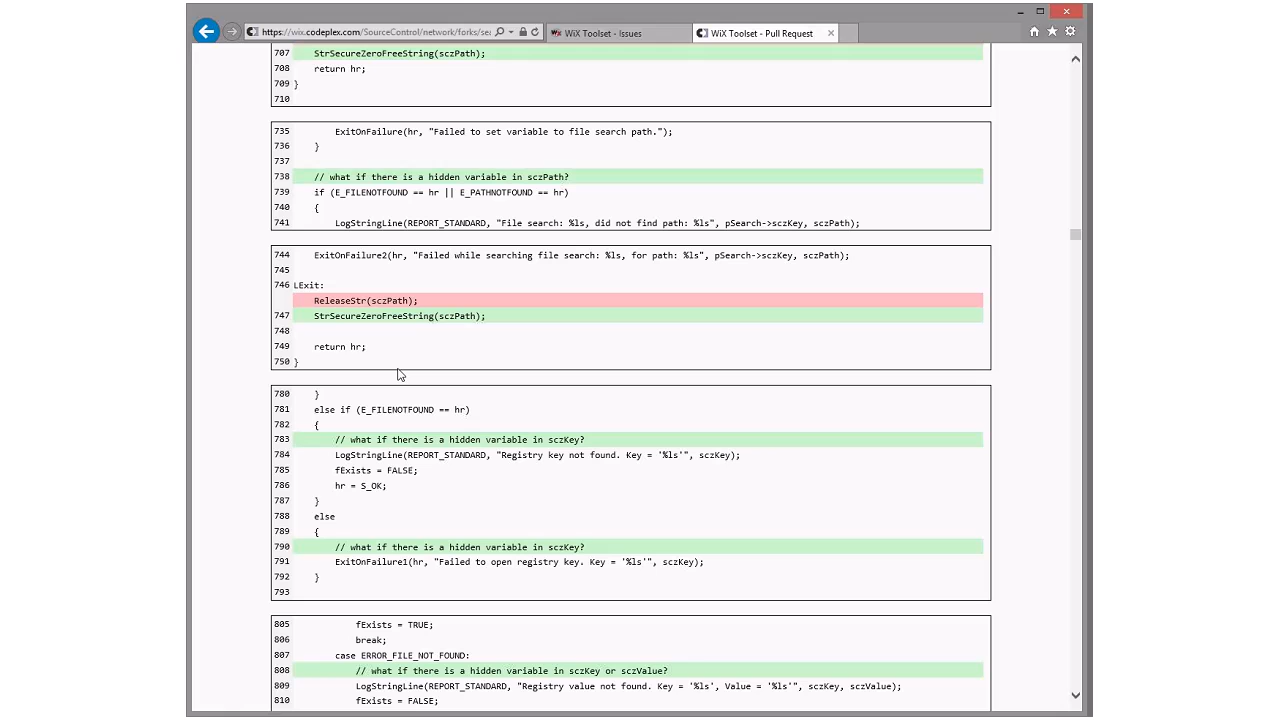 https://wix.codeplex.com/SourceControl/network/forks/sea
WiX Toolset - Issues
WiX Toolset - Pull Request
707 StrSecureZeroFreeString(sczPath);
708 return hr;
709 }
710
735 ExitOnFailure(hr, "Failed to set variable to file search path.");
736 }
737
738 // what if there is a hidden variable in sczPath?
739 if (E_FILENOTFOUND == hr || E_PATHNOTFOUND == hr)
740 {
741 LogStringLine(REPORT_STANDARD, "File search: %ls, did not find path: %ls", pSearch->sczKey, sczPath);
744 ExitOnFailure2(hr, "Failed while searching file search: %ls, for path: %ls", pSearch->sczKey, sczPath);
745
746 LExit:
ReleaseStr(sczPath);
747 StrSecureZeroFreeString(sczPath);
748
749 return hr;
750 }
780 }
781 else if (E_FILENOTFOUND == hr)
782 {
783 // what if there is a hidden variable in sczKey?
784 LogStringLine(REPORT_STANDARD, "Registry key not found. Key = '%ls'", sczKey);
785 fExists = FALSE;
786 hr = S_OK;
787 }
788 else
789 {
790 // what if there is a hidden variable in sczKey?
791 ExitOnFailure1(hr, "Failed to open registry key. Key = '%ls'", sczKey);
792 }
793
805 fExists = TRUE;
806 break;
807 case ERROR_FILE_NOT_FOUND:
808 // what if there is a hidden variable in sczKey or sczValue?
809 LogStringLine(REPORT_STANDARD, "Registry value not found. Key = '%ls', Value = '%ls'", sczKey, sczValue);
810 fExists = FALSE;